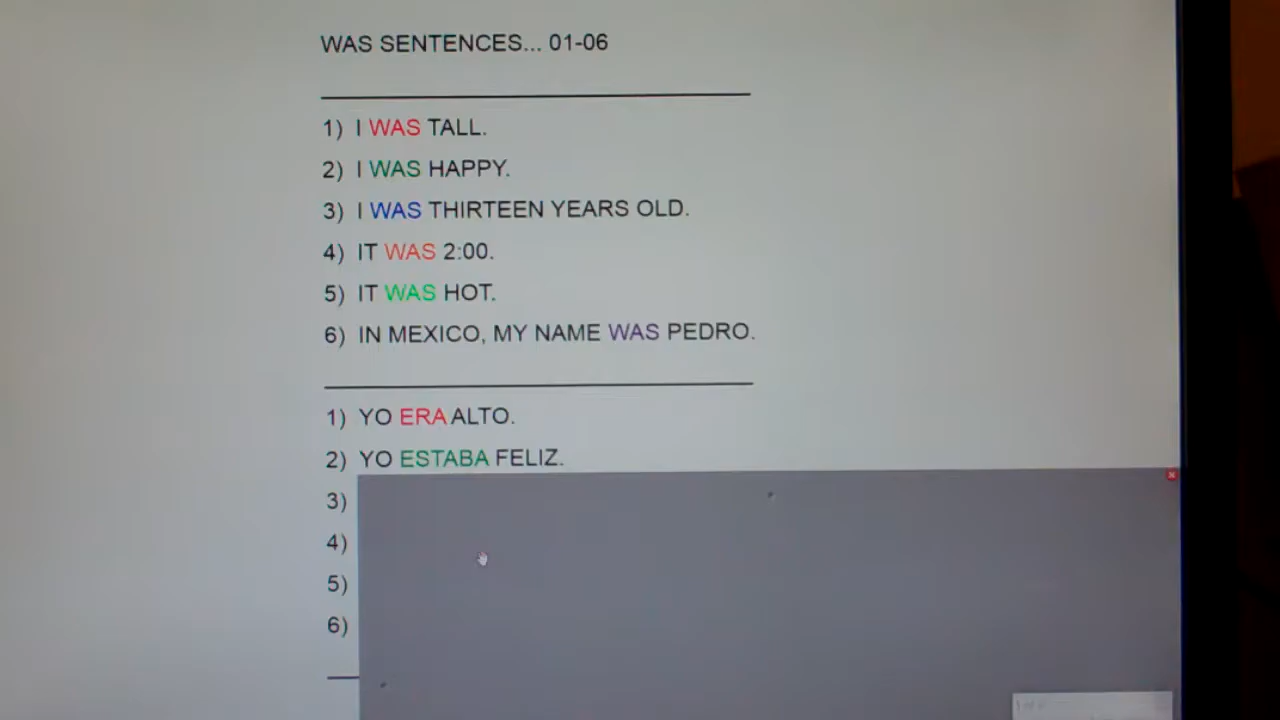 WAS SENTENCES... 01-06
1) I WAS TALL.
2) I WAS HAPPY.
3) I WAS THIRTEEN YEARS OLD.
4) IT WAS 2:00.
5) IT WAS HOT.
6) IN MEXICO, MY NAME WAS PEDRO.
1) YO ERA ALTO.
2) YO ESTABA FELIZ.
3)
4)
5)
6)